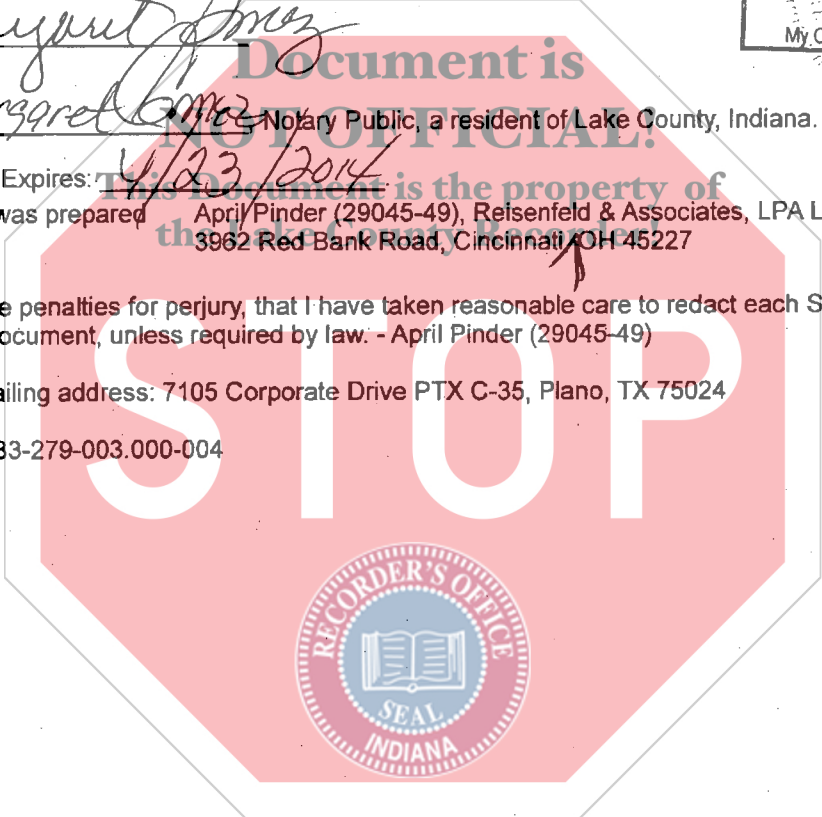 My C
Document is
NOT OFFICIAL!
Gomez Notary Public, a resident of Lake County, Indiana.
Expires: 4/23/2014
This Document is the property of
was prepared April Pinder (29045-49), Reisenfeld & Associates, LPA L
the Lake County Recorder!
3962 Red Bank Road, Cincinnati, OH 45227
e penalties for perjury, that I have taken reasonable care to redact each S
ocument, unless required by law. - April Pinder (29045-49)
ailing address: 7105 Corporate Drive PTX C-35, Plano, TX 75024
33-279-003.000-004
STOP
RECORDER'S OFFICE
SEAL
INDIANA